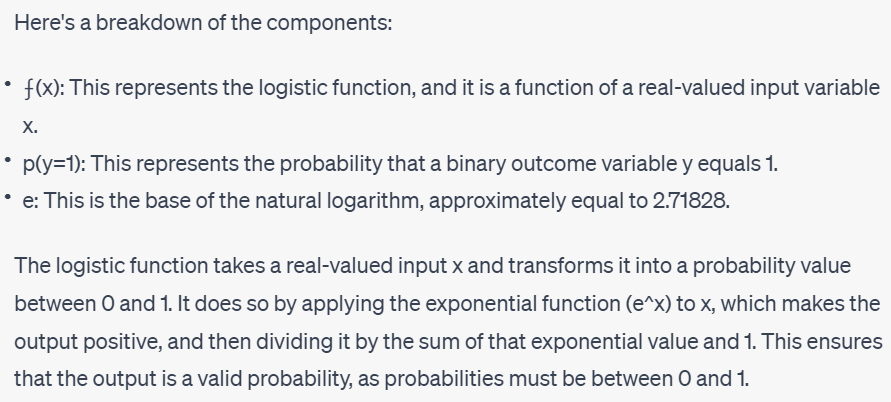 Here's a breakdown of the components:
• ƒ(x): This represents the logistic function, and it is a function of a real-valued input variable
x.
• p(y=1): This represents the probability that a binary outcome variable y equals 1.
• e: This is the base of the natural logarithm, approximately equal to 2.71828.
The logistic function takes a real-valued input x and transforms it into a probability value
between 0 and 1. It does so by applying the exponential function (e^x) to x, which makes the
output positive, and then dividing it by the sum of that exponential value and 1. This ensures
that the output is a valid probability, as probabilities must be between 0 and 1.